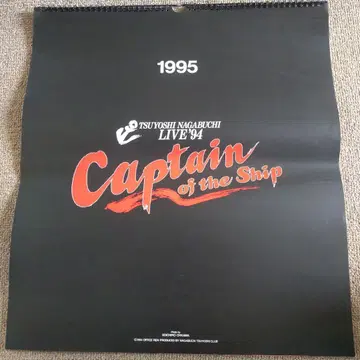 1995
TSUYOSHI NAGABUCHI
LIVE'94
Captain
of the Ship